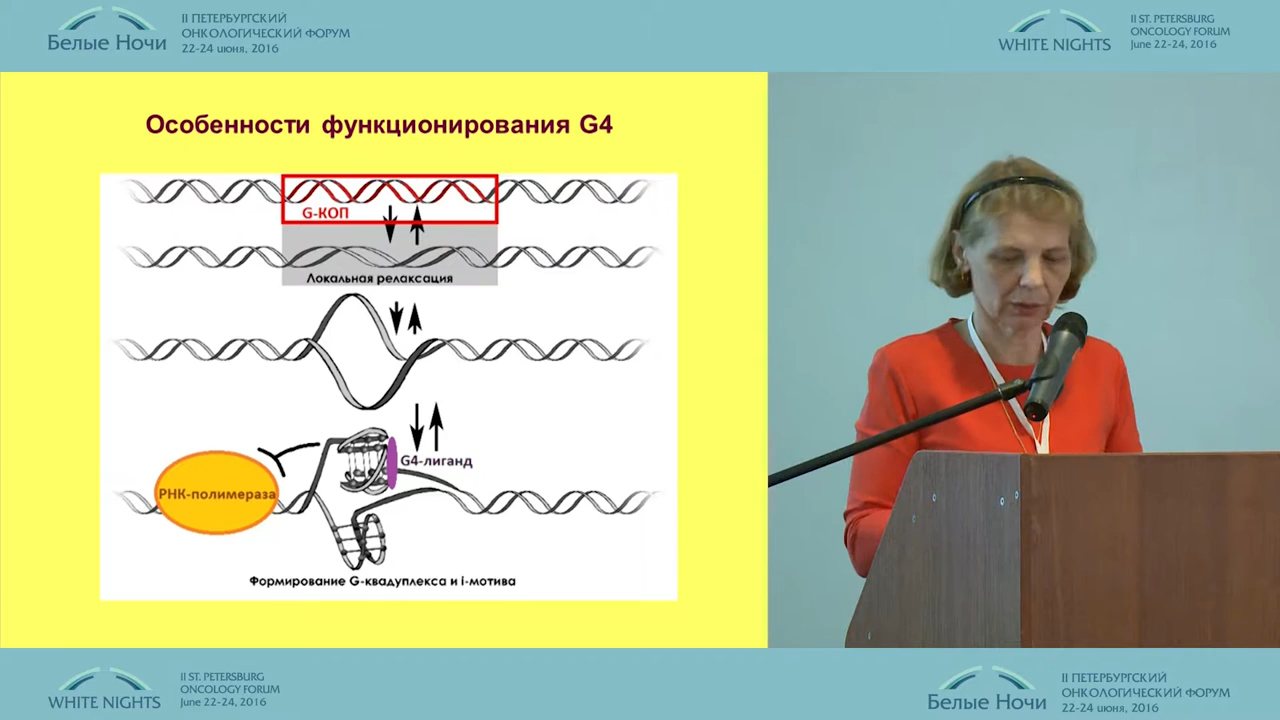 Белые Ночи
II ПЕТЕРБУРГСКИЙ
ОНКОЛОГИЧЕСКИЙ ФОРУМ
22-24 июня, 2016
WHITE NIGHTS
II ST. PETERSBURG
ONCOLOGY FORUM
June 22-24, 2016
Особенности функционирования G4
G-КОП
Локальная релаксация
G4-лиганд
РНК-полимераза
Формирование G-квадуплекса и i-мотива
WHITE NIGHTS
II ST. PETERSBURG
ONCOLOGY FORUM
June 22-24, 2016
Белые Ночи
II ПЕТЕРБУРГСКИЙ
ОНКОЛОГИЧЕСКИЙ ФОРУМ
22-24 июня, 2016